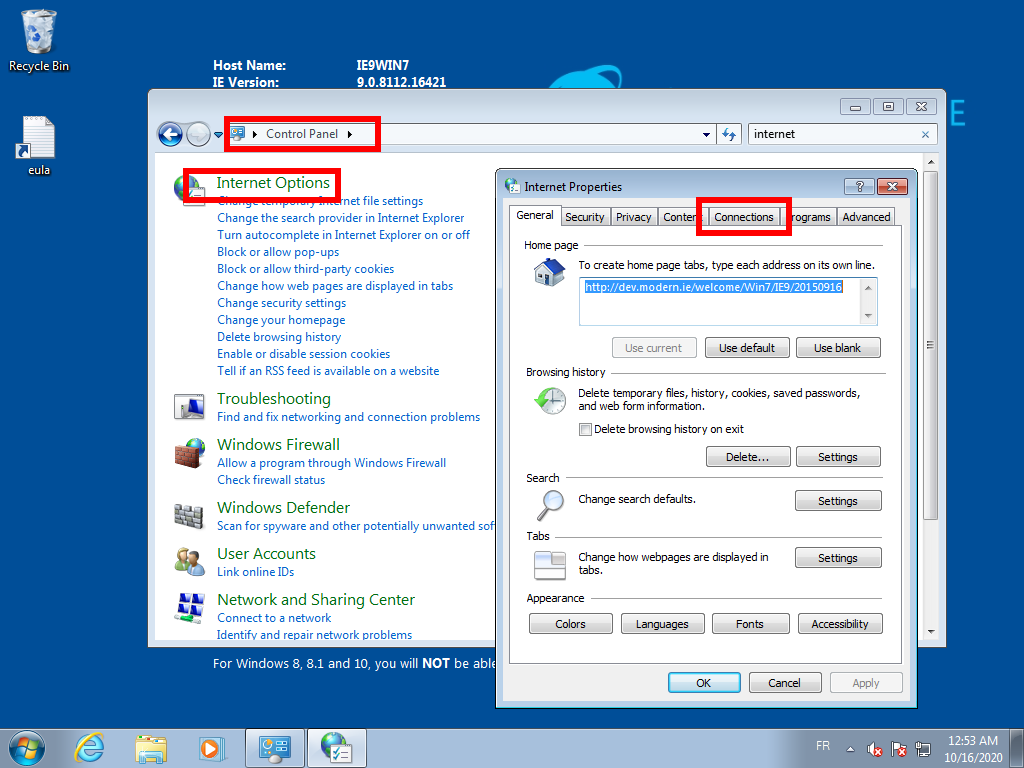 Recycle Bin
eula
Host Name: IE9WIN7
IE Version: 9.0.8112.16421
E
Control Panel
internet
Internet Options
Change temporary Internet file settings
Change the search provider in Internet Explorer
Turn autocomplete in Internet Explorer on or off
Block or allow pop-ups
Block or allow third-party cookies
Change how web pages are displayed in tabs
Change security settings
Change your homepage
Delete browsing history
Enable or disable session cookies
Tell if an RSS feed is available on a website
Troubleshooting
Find and fix networking and connection problems
Windows Firewall
Allow a program through Windows Firewall
Check firewall status
Windows Defender
Scan for spyware and other potentially unwanted sof
User Accounts
Link online IDs
Network and Sharing Center
Connect to a network
Identify and repair network problems
For Windows 8, 8.1 and 10, you will NOT be able
Internet Properties
General Security Privacy Conten Connections rograms Advanced
Home page
To create home page tabs, type each address on its own line.
http://dev.modern.ie/welcome/Win7/IE9/20150916
Use current Use default Use blank
Browsing history
Delete temporary files, history, cookies, saved passwords,
and web form information.
Delete browsing history on exit
Delete... Settings
Search
Change search defaults. Settings
Tabs
Change how webpages are displayed in
tabs.
Settings
Appearance
Colors Languages Fonts Accessibility
OK Cancel Apply
FR
12:53 AM
10/16/2020